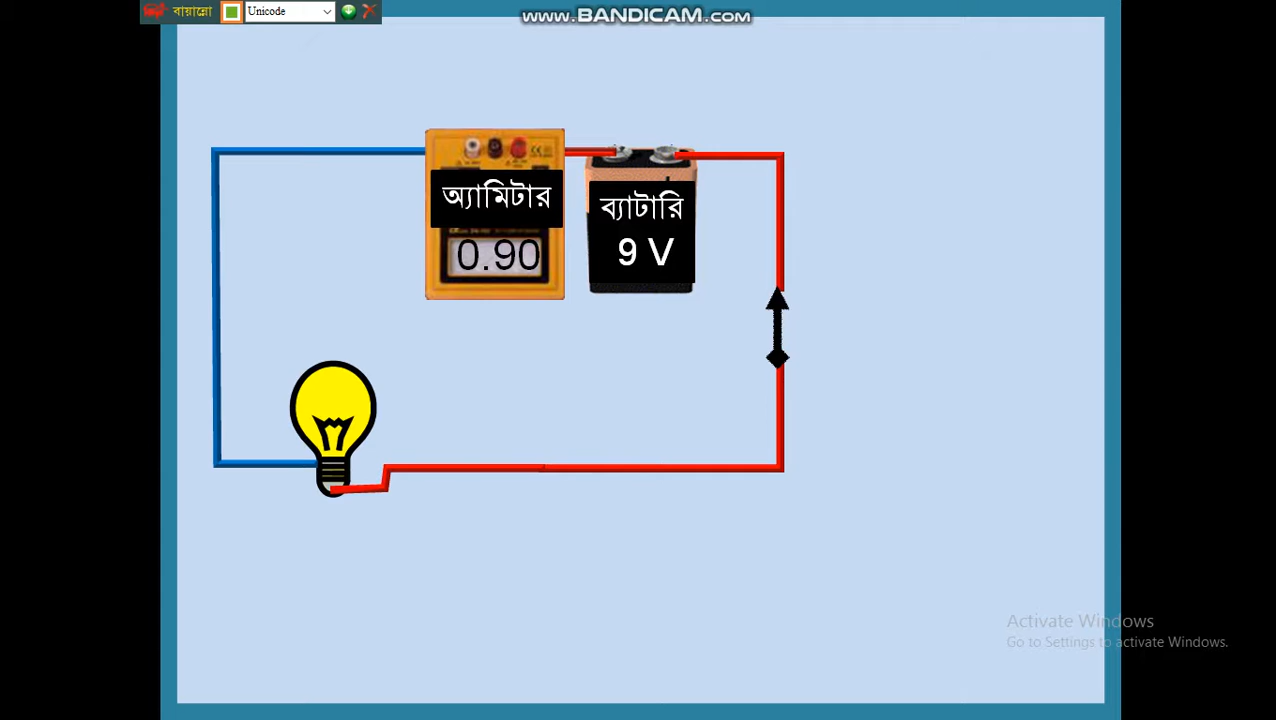 বায়ান্নো Unicode
www.BANDICAM.com
অ্যামিটার
0.90
ব্যাটারি
9 V
Activate Windows
Go to Settings to activate Windows.